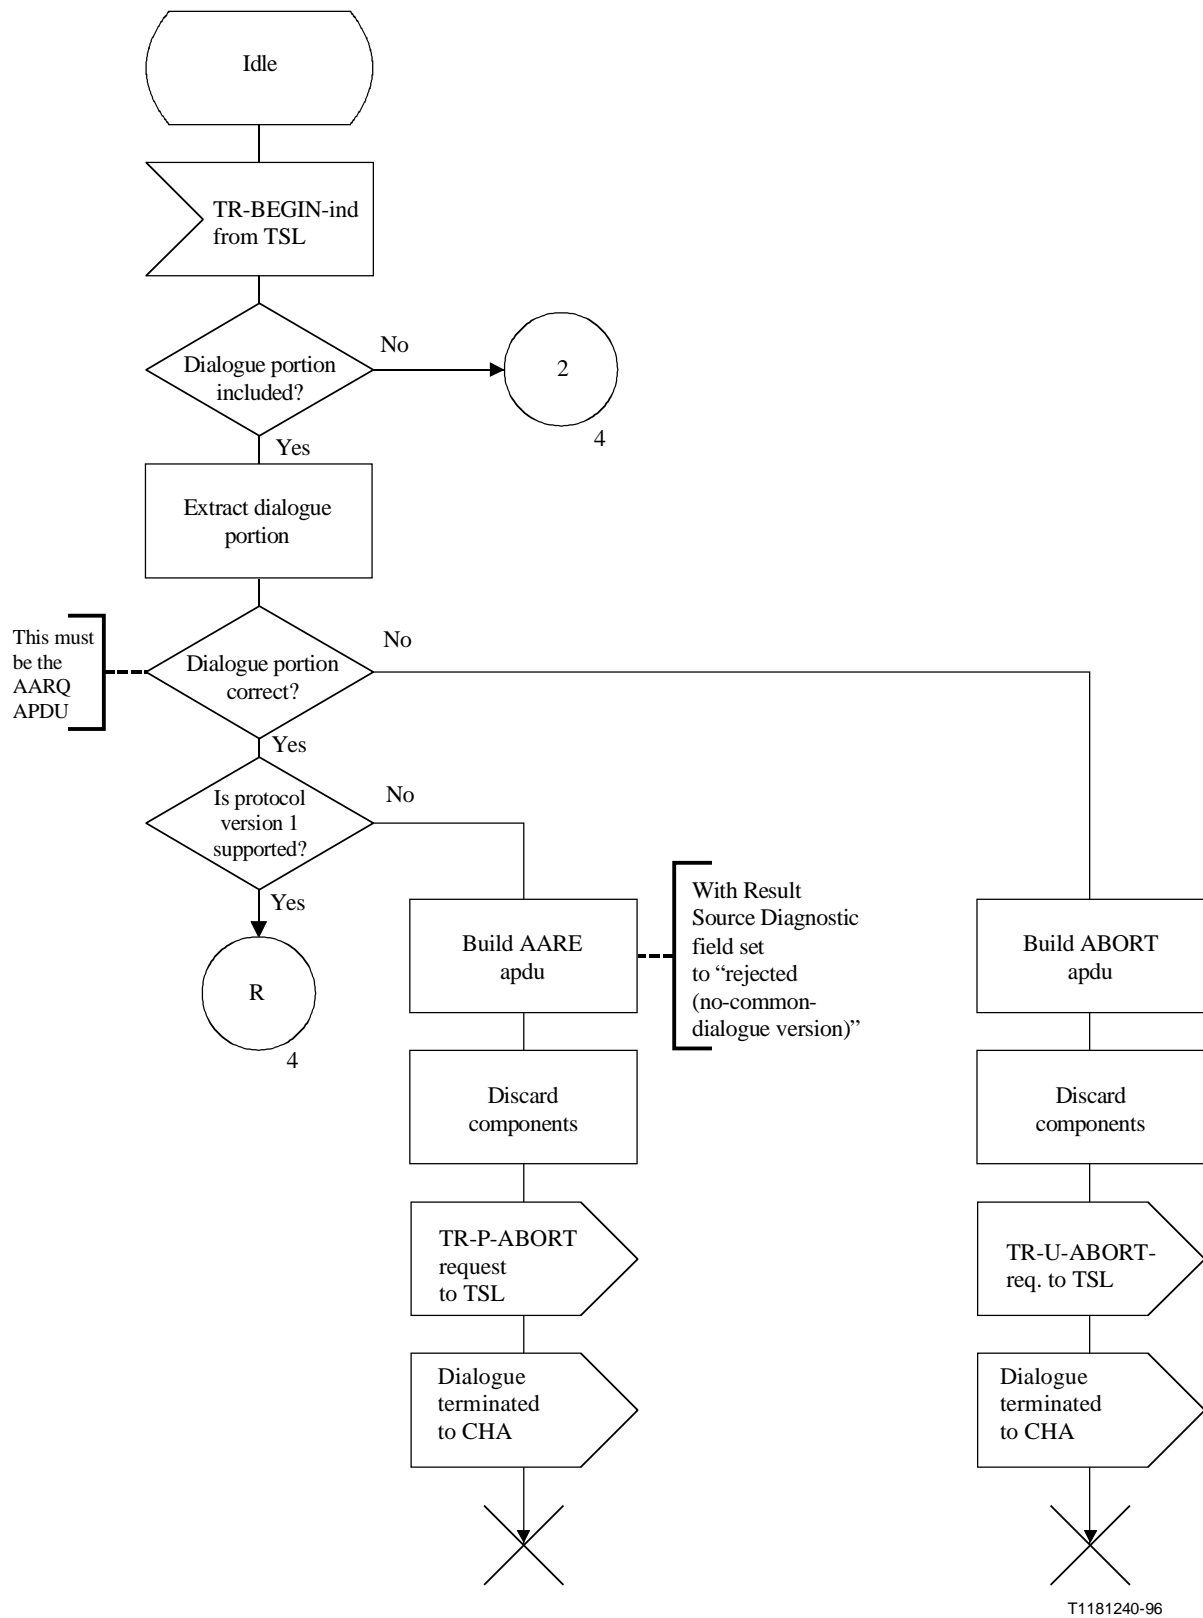 Idle
TR-BEGIN-ind
from TSL
No
Dialogue portion
included?
2
4
Yes
Extract dialogue
portion
This must
be the
AARQ
APDU
No
Dialogue portion
correct?
Yes
Is protocol
version 1
supported?
No
Yes
R
4
Build AARE
apdu
With Result
Source Diagnostic
field set
to “rejected
(no-common-
dialogue version)”
Build ABORT
apdu
Discard
components
Discard
components
TR-P-ABORT
request
to TSL
TR-U-ABORT-
req. to TSL
Dialogue
terminated
to CHA
Dialogue
terminated
to CHA
T1181240-96